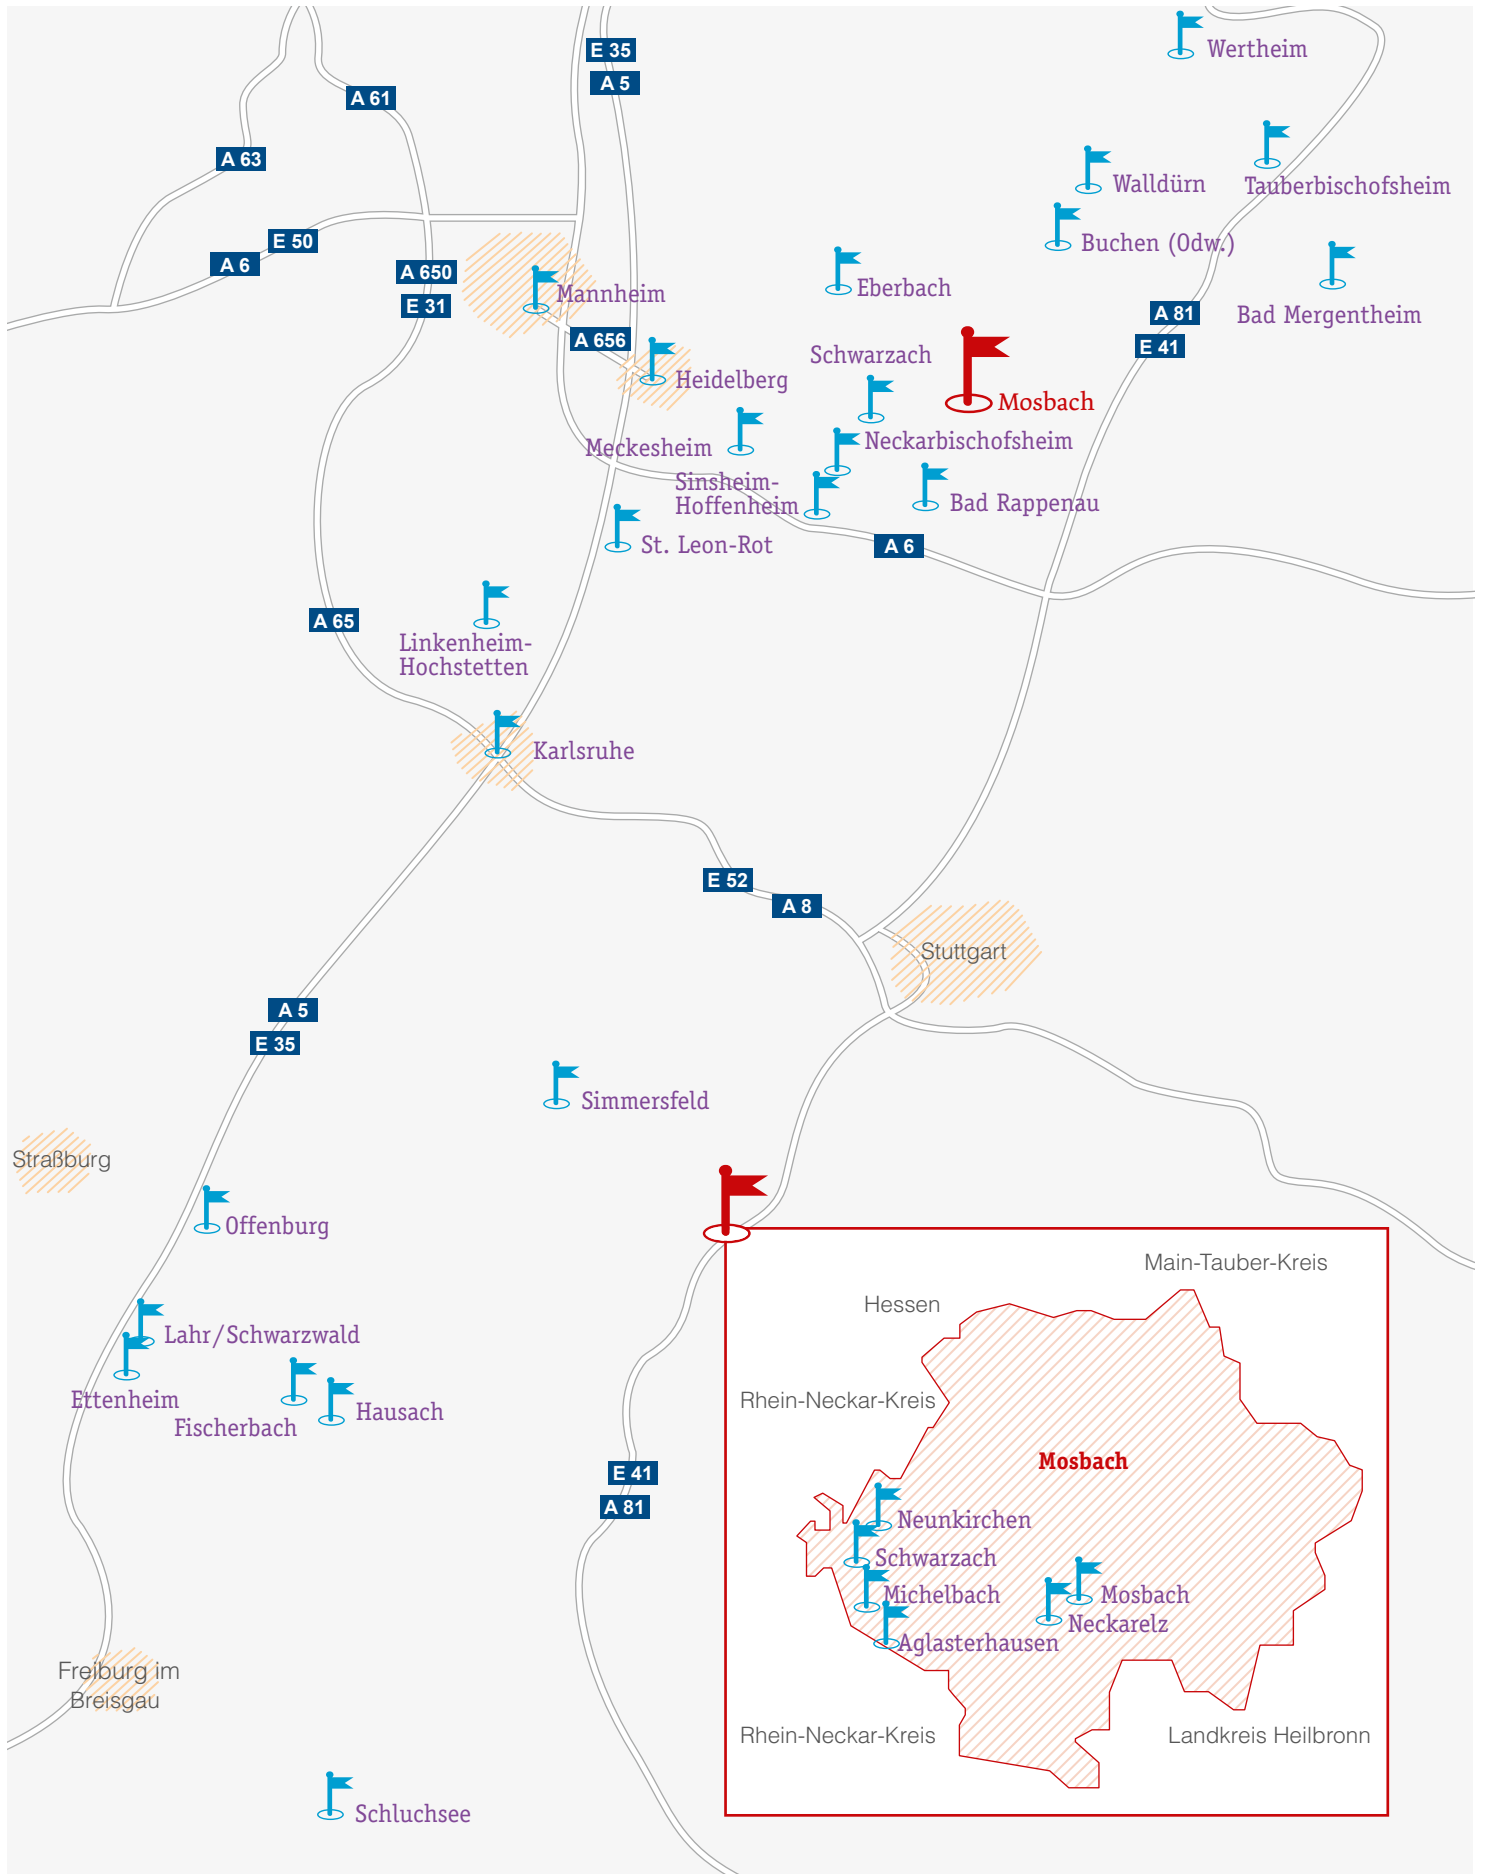 E 35
A 5
Wertheim
A 61
A 63
Tauberbischofsheim
Walldürn
Buchen (Odw.)
E 50
A 6
A 650
E 31
Mannheim
Eberbach
Bad Mergentheim
A 81
E 41
A 656
Schwarzach
Heidelberg
Mosbach
Meckesheim
Neckarbischofsheim
Sinsheim-
Hoffenheim
Bad Rappenau
St. Leon-Rot
A 6
A 65
Linkenheim-
Hochstetten
Karlsruhe
E 52
A 8
Stuttgart
A 5
E 35
Simmersfeld
Straßburg
Offenburg
Lahr/Schwarzwald
Ettenheim
Fischerbach
Hausach
E 41
A 81
Freiburg im
Breisgau
Schluchsee
Main-Tauber-Kreis
Hessen
Rhein-Neckar-Kreis
Mosbach
Neunkirchen
Schwarzach
Michelbach
Mosbach
Neckarelz
Aglasterhausen
Rhein-Neckar-Kreis
Landkreis Heilbronn